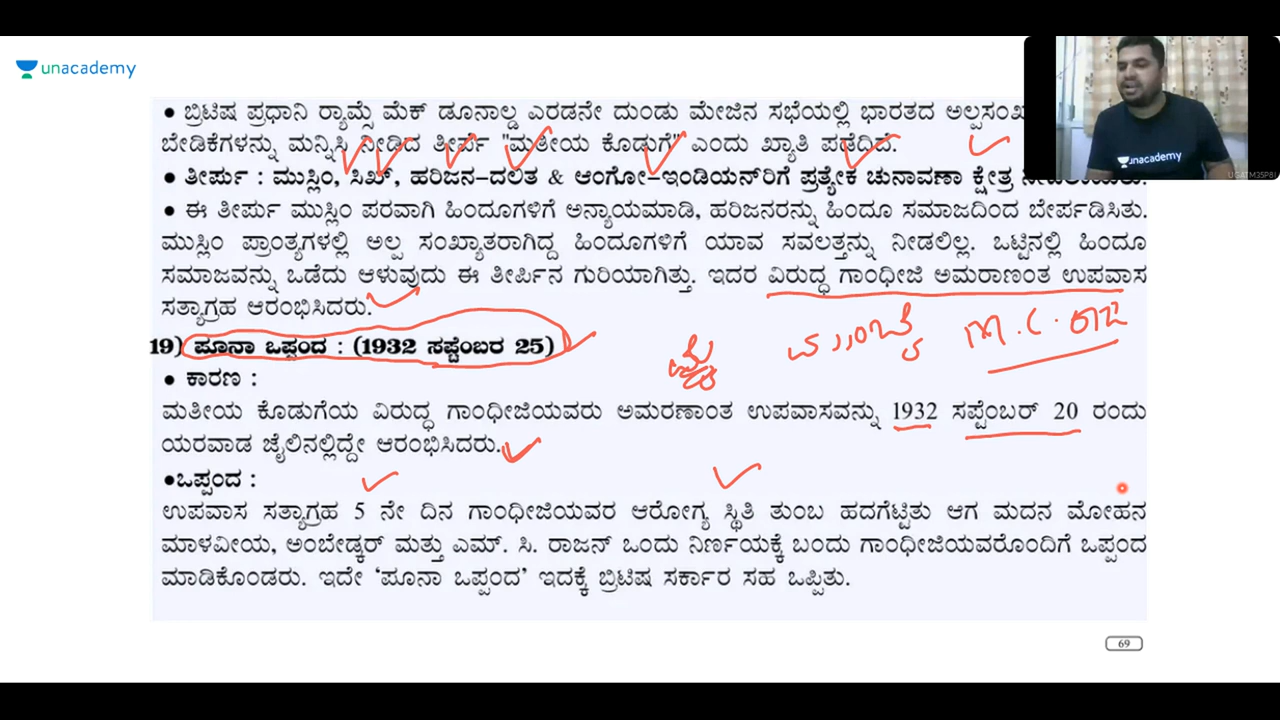 unacademy
• ಬ್ರಿಟಿಷ ಪ್ರಧಾನಿ ರ‍್ಯಾಮ್ಸೆ ಮೆಕ್ ಡೂನಾಲ್ಡ ಎರಡನೇ ದುಂಡು ಮೇಜಿನ ಸಭೆಯಲ್ಲಿ ಭಾರತದ
ಬೇಡಿಕೆಗಳನ್ನು ಮನ್ನಿಸಿ ನೀಡಿದ ತೀರ್ಪೆ "ಮತೀಯ ಕೊಡುಗೆ" ಎಂದು ಖ್ಯಾತಿ ಪಡೆದಿದೆ.
• ತೀರ್ಪು : ಮುಸ್ಲಿಂ, ಸಿಖ್, ಹರಿಜನ-ದಲಿತ & ಆಂಗೋ-ಇಂಡಿಯನ್‌ರಿಗೆ ಪ್ರತ್ಯೇಕ ಚುನಾವಣಾ ಕ್ಷೇತ್ರ
• ಈ ತೀರ್ಪು ಮುಸ್ಲಿಂ ಪರವಾಗಿ ಹಿಂದೂಗಳಿಗೆ ಅನ್ಯಾಯಮಾಡಿ, ಹರಿಜನರನ್ನು ಹಿಂದೂ ಸಮಾಜದಿಂದ ಬೇರ್ಪಡಿಸಿತು.
ಮುಸ್ಲಿಂ ಪ್ರಾಂತ್ಯಗಳಲ್ಲಿ ಅಲ್ಪ ಸಂಖ್ಯಾತರಾಗಿದ್ದ ಹಿಂದೂಗಳಿಗೆ ಯಾವ ಸವಲತ್ತನ್ನು ನೀಡಲಿಲ್ಲ. ಒಟ್ಟಿನಲ್ಲಿ ಹಿಂದೂ
ಸಮಾಜವನ್ನು ಒಡೆದು ಆಳುವುದು ಈ ತೀರ್ಪಿನ ಗುರಿಯಾಗಿತ್ತು. ಇದರ ವಿರುದ್ಧ ಗಾಂಧೀಜಿ ಅಮರಾಣಂತ ಉಪವಾಸ
ಸತ್ಯಾಗ್ರಹ ಆರಂಭಿಸಿದರು.
19) ಪೂನಾ ಒಪ್ಪಂದ : (1932 ಸಪ್ಟೆಂಬರ 25)
M. C.
• ಕಾರಣ :
ಮತೀಯ ಕೊಡುಗೆಯ ವಿರುದ್ಧ ಗಾಂಧೀಜಿಯವರು ಅಮರಣಾಂತ ಉಪವಾಸವನ್ನು 1932 ಸಪ್ಟೆಂಬರ್ 20 ರಂದು
ಯರವಾಡ ಜೈಲಿನಲ್ಲಿದ್ದೇ ಆರಂಭಿಸಿದರು.
•ಒಪ್ಪಂದ :
ಉಪವಾಸ ಸತ್ಯಾಗ್ರಹ 5 ನೇ ದಿನ ಗಾಂಧೀಜಿಯವರ ಆರೋಗ್ಯ ಸ್ಥಿತಿ ತುಂಬ ಹದಗೆಟ್ಟಿತು ಆಗ ಮದನ ಮೋಹನ
ಮಾಳವೀಯ, ಅಂಬೇಡ್ಕರ್ ಮತ್ತು ಎಮ್. ಸಿ. ರಾಜನ್ ಒಂದು ನಿರ್ಣಯಕ್ಕೆ ಬಂದು ಗಾಂಧೀಜಿಯವರೊಂದಿಗೆ ಒಪ್ಪಂದ
ಮಾಡಿಕೊಂಡರು. ಇದೇ 'ಪೂನಾ ಒಪ್ಪಂದ' ಇದಕ್ಕೆ ಬ್ರಿಟಿಷ ಸರ್ಕಾರ ಸಹ ಒಪ್ಪಿತು.
69
unacademy